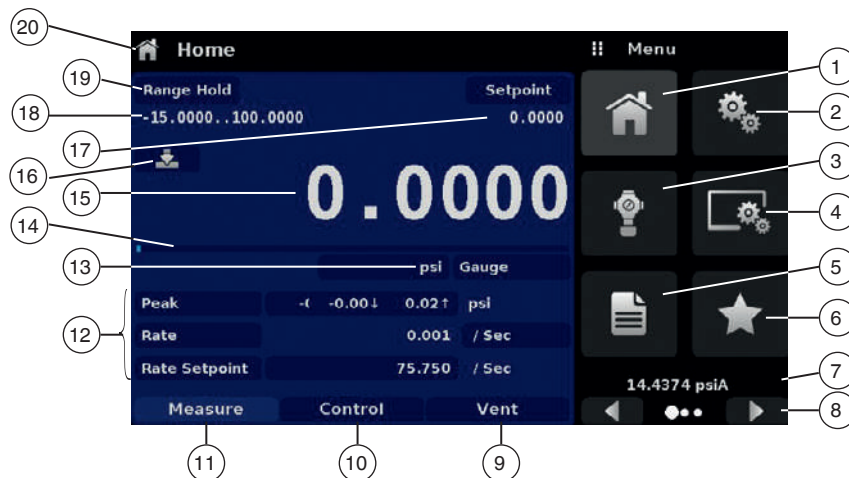 20
Home
Menu
1
19
Range Hold
Setpoint
2
18
-15.0000..100.0000
0.0000
17
3
16
15
0.0000
14
4
13
psi Gauge
5
12
Peak -( -0.00↓ 0.02↑ psi
6
Rate 0.001 / Sec
Rate Setpoint 75.750 / Sec
7
14.4374 psiA
8
Measure Control Vent
11
10
9